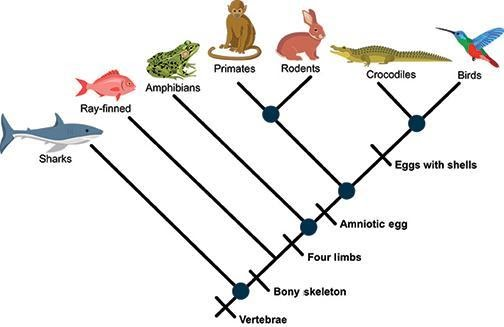 Primates
Rodents
Crocodiles
Birds
Amphibians
Ray-finned
Sharks
Eggs with shells
Amniotic egg
Four limbs
Bony skeleton
Vertebrae